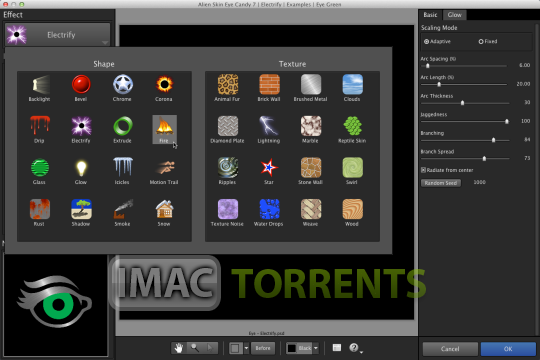 Alien Skin Eye Candy 7 | Electrify | Examples | Eye Green
Effect
Electrify
Shape
Texture
Backlight
Bevel
Chrome
Corona
Animal Fur
Brick Wall
Brushed Metal
Clouds
Drip
Electrify
Extrude
Fire
Diamond Plate
Lightning
Marble
Reptile Skin
Glass
Glow
Icicles
Motion Trail
Ripples
Star
Stone Wall
Swirl
Rust
Shadow
Smoke
Snow
Texture Noise
Water Drops
Weave
Wood
Basic
Glow
Scaling Mode
Adaptive
Fixed
Arc Spacing (%)
6.00
Arc Length (%)
20.00
Arc Thickness
30
Jaggedness
100
Branching
84
Branch Spread
73
Radiate from center
Random Seed
1000
IMAC TORRENTS
Eye - Electrify.psd
Before
Black
Cancel
OK